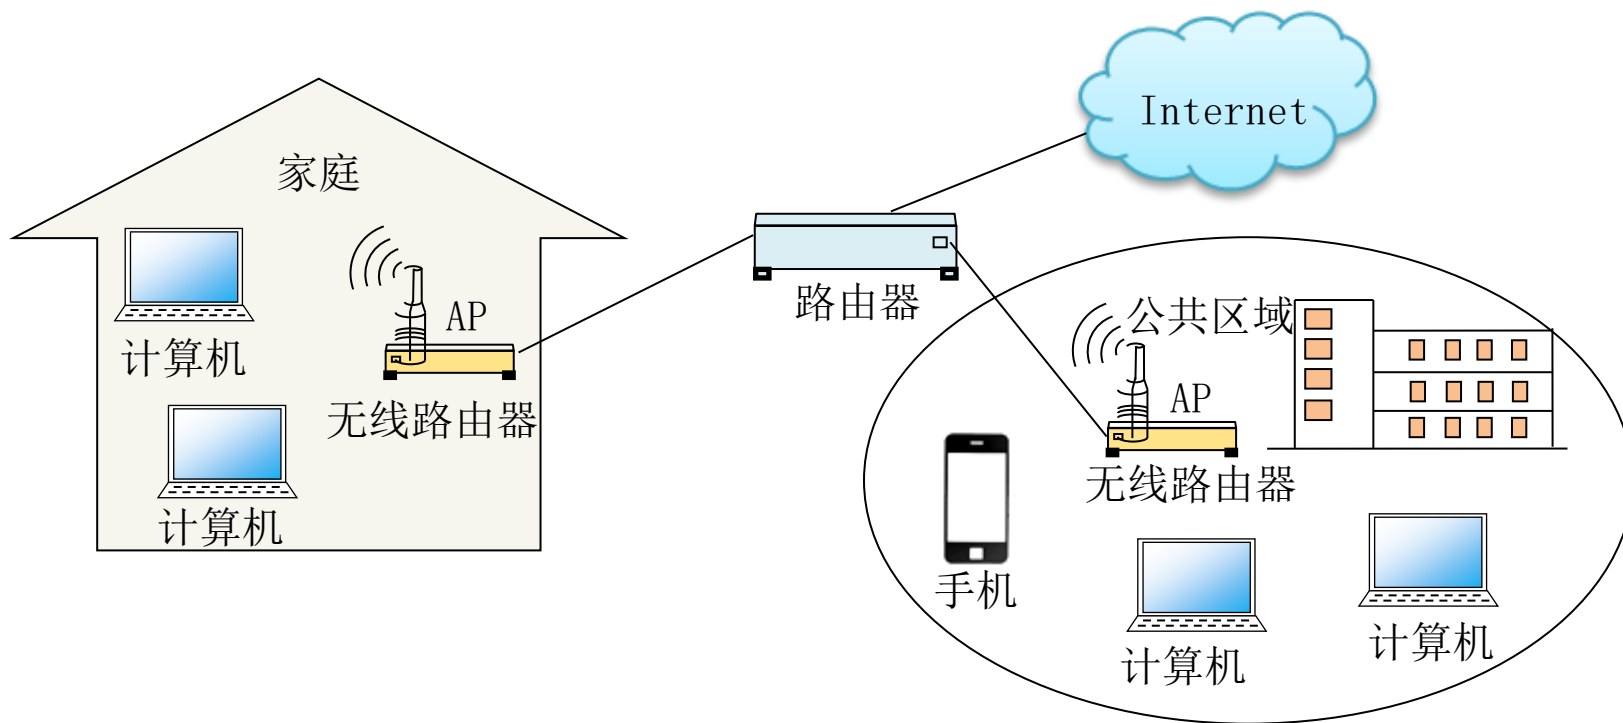 Internet
家庭
AP
计算机
无线路由器
计算机
路由器
公共区域
AP
无线路由器
手机
计算机
计算机